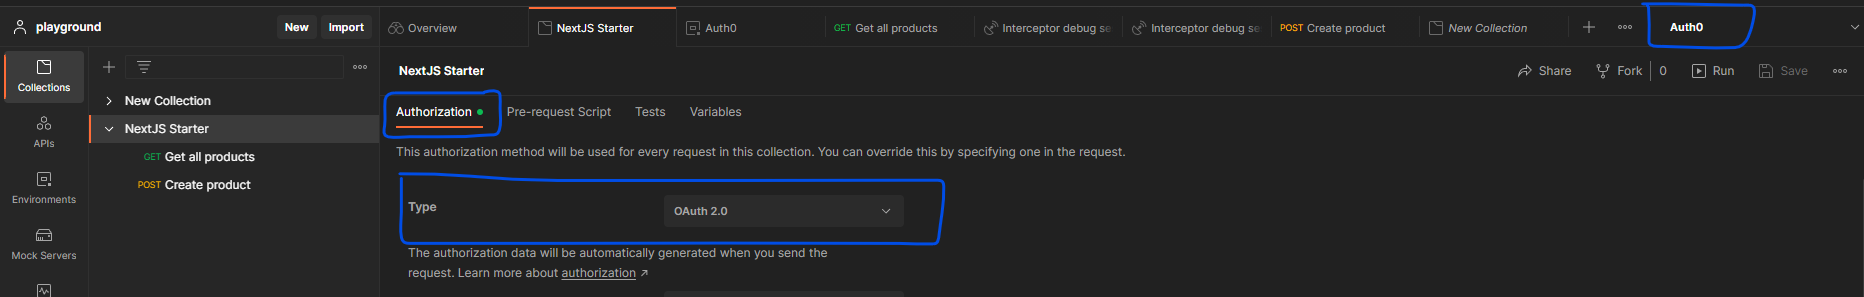 playground
New
Import
Overview
NextJS Starter
Auth0
GET Get all products
Interceptor debug se
Interceptor debug se
POST Create product
New Collection
Auth0
Collections
APIs
Environments
Mock Servers
New Collection
NextJS Starter
GET Get all products
POST Create product
NextJS Starter
Share
Fork 0
Run
Save
Authorization
Pre-request Script
Tests
Variables
This authorization method will be used for every request in this collection. You can override this by specifying one in the request.
Type
OAuth 2.0
The authorization data will be automatically generated when you send the
request. Learn more about authorization ↗